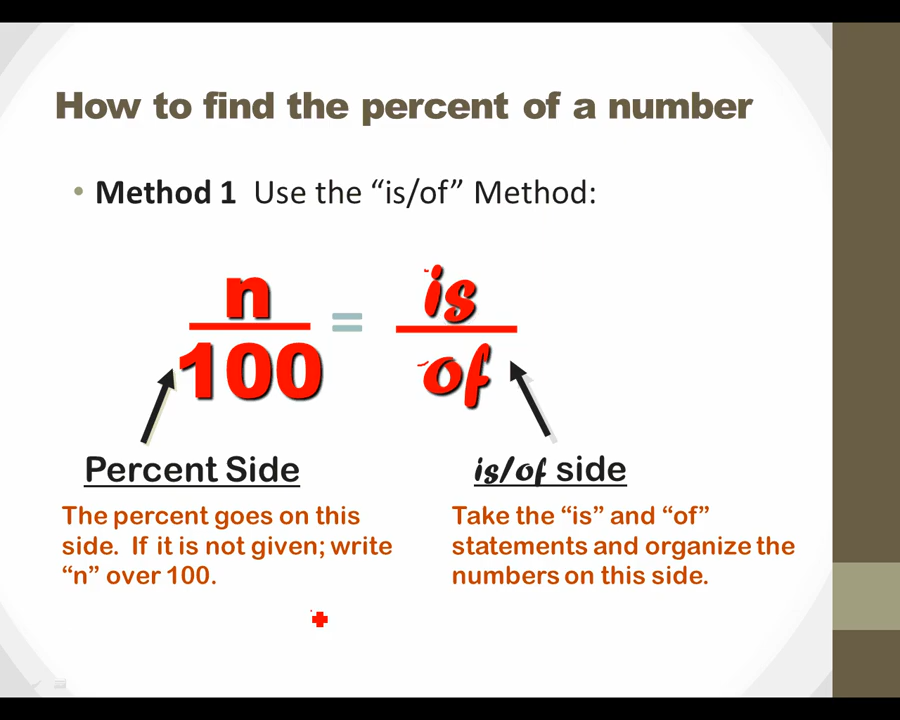 How to find the percent of a number
• Method 1 Use the “is/of” Method:
n is
100 = of
Percent Side
The percent goes on this
side. If it is not given; write
“n” over 100.
is/of side
Take the “is” and “of”
statements and organize the
numbers on this side.